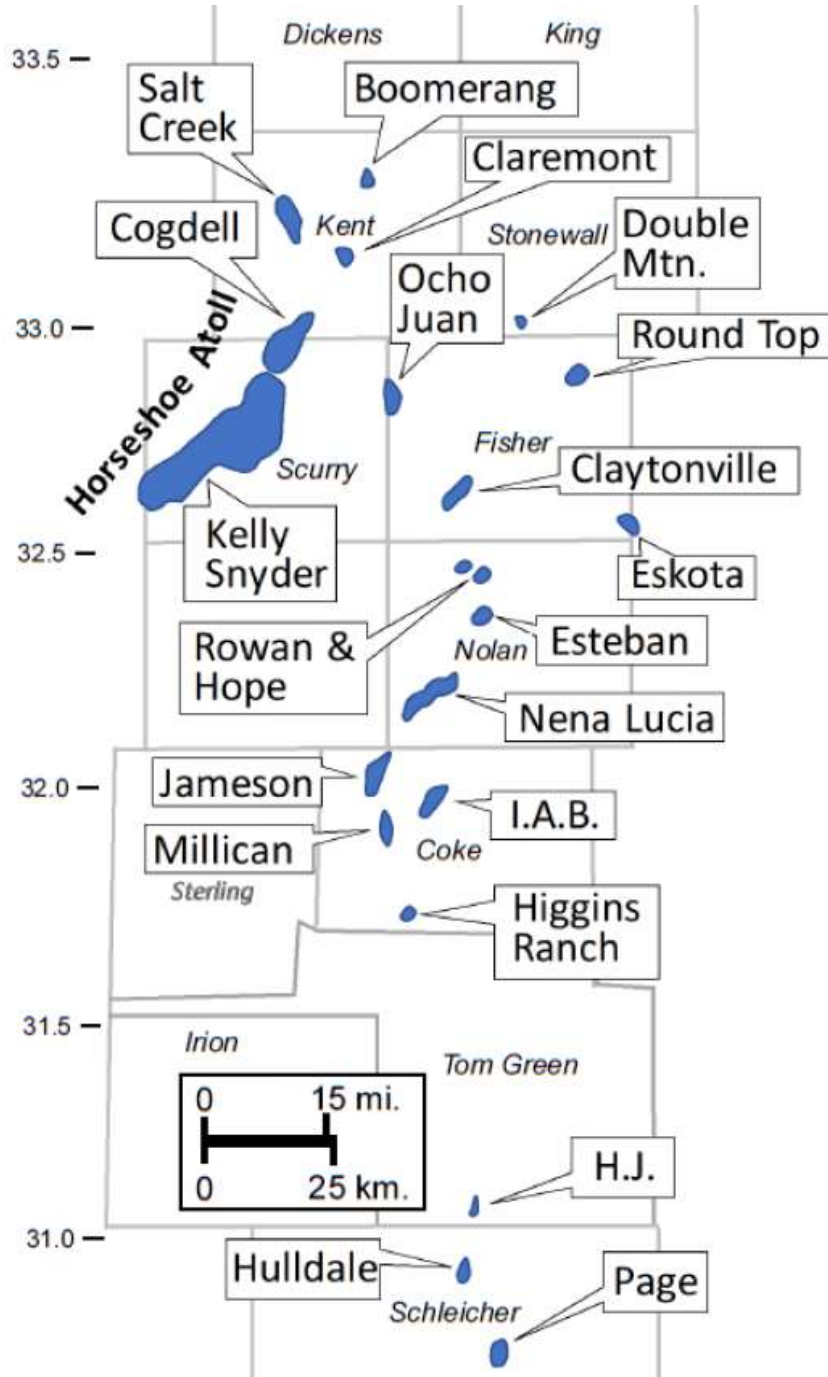 Dickens
King
33.5
Salt
Creek
Boomerang
Claremont
Cogdell
Kent
Stonewall
Double
Mtn.
Ocho
Juan
33.0
Round Top
Horseshoe Atoll
Fisher
Scurry
Claytonville
Kelly
Snyder
32.5
Eskota
Rowan &
Hope
Nolan
Esteban
Nena Lucia
Jameson
32.0
I.A.B.
Millican
Coke
Sterling
Higgins
Ranch
31.5
Irion
Tom Green
0 15 mi.
0 25 km.
H.J.
31.0
Hulldale
Page
Schleicher